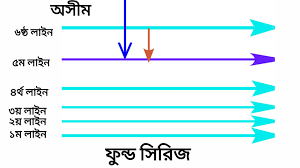 অসীম
৬ষ্ঠ লাইন
৫ম লাইন
৪র্থ লাইন
৩য় লাইন
২য় লাইন
১ম লাইন
ফুন্ড সিরিজ